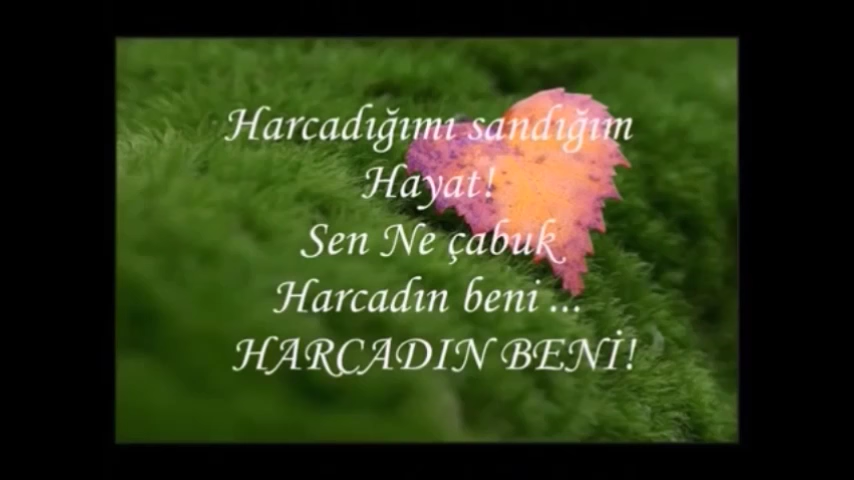 Harcadığımı sandığım
Hayat!
Sen Ne çabuk
Harcadın beni ...
HARCADIN BENİ!